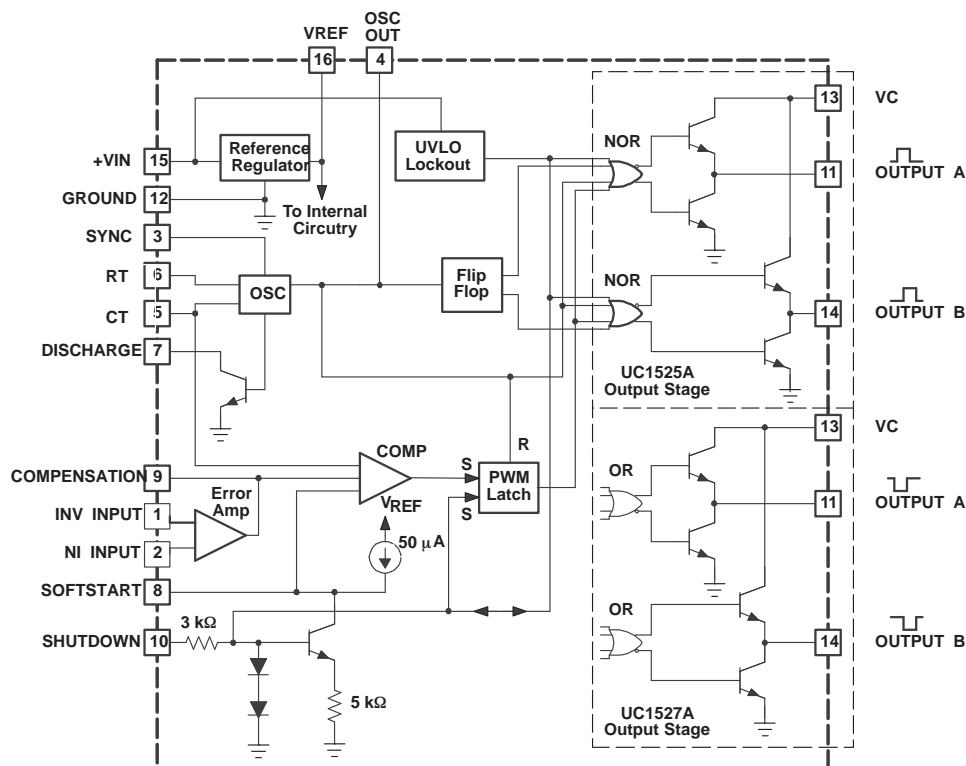 VREF
OSC
OUT
16
4
+VIN
15
Reference
Regulator
UVLO
Lockout
NOR
13
VC
11
OUTPUT A
GROUND
12
To Internal
Circutry
SYNC
3
RT
6
OSC
Flip
Flop
NOR
CT
5
14
OUTPUT B
DISCHARGE
7
UC1525A
Output Stage
13
VC
COMP
R
COMPENSATION
9
S
PWM
Latch
OR
Error
Amp
VREF
S
11
OUTPUT A
INV INPUT
1
50 μA
NI INPUT
2
SOFTSTART
8
OR
3 kΩ
SHUTDOWN
10
14
OUTPUT B
5 kΩ
UC1527A
Output Stage